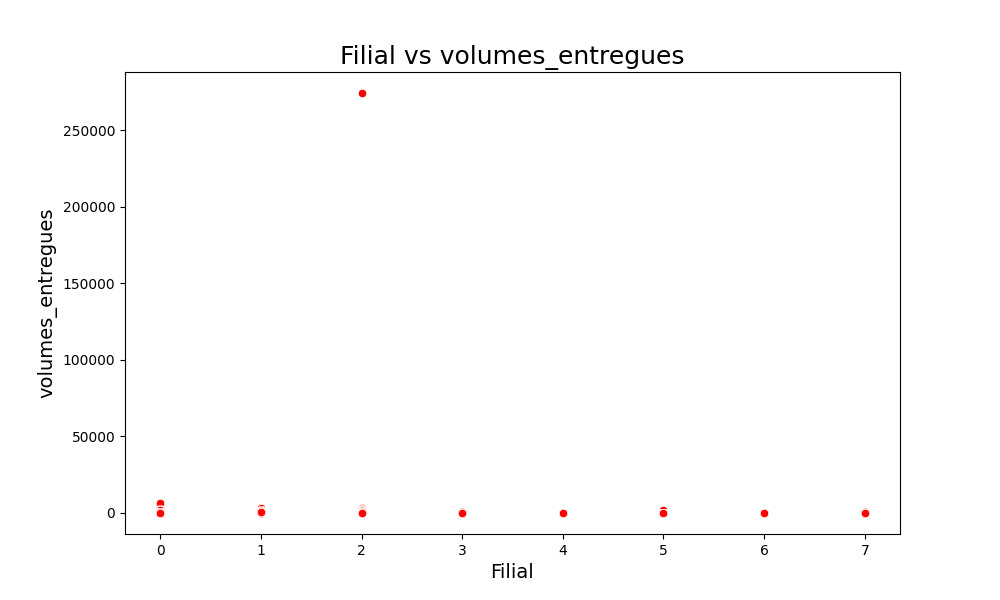 Filial vs volumes_entregues
volumes_entregues
250000
200000
150000
100000
50000
0
0 1 2 3 4 5 6 7
Filial